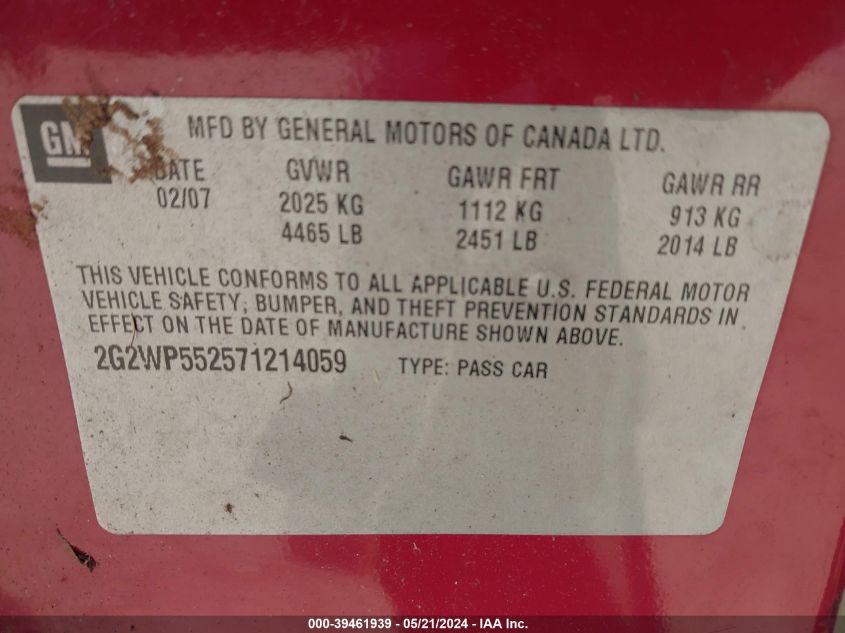 GM
MFD BY GENERAL MOTORS OF CANADA LTD.
DATE GVWR GAWR FRT GAWR RR
02/07 2025 KG 1112 KG 913 KG
4465 LB 2451 LB 2014 LB
THIS VEHICLE CONFORMS TO ALL APPLICABLE U.S. FEDERAL MOTOR
VEHICLE SAFETY, BUMPER, AND THEFT PREVENTION STANDARDS IN
EFFECT ON THE DATE OF MANUFACTURE SHOWN ABOVE.
2G2WP552571214059 TYPE: PASS CAR
000-39461939 - 05/21/2024 - IAA Inc.